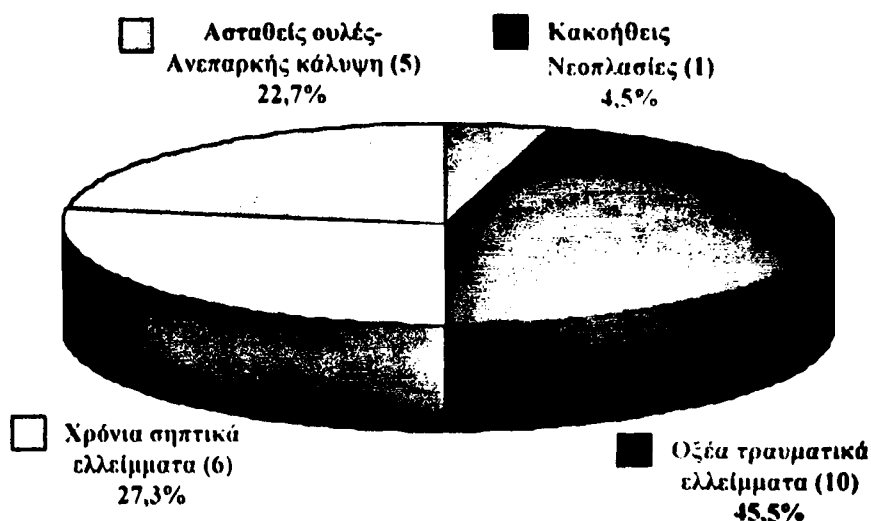 Ασταθείς ουλές-
Ανεπαρκής κάλυψη (5)
22,7%
Κακοήθεις
Νεοπλασίες (1)
4,5%
Χρόνια σηπτικά
ελλείμματα (6)
27,3%
Οξέα τραυματικά
ελλείμματα (10)
45,5%